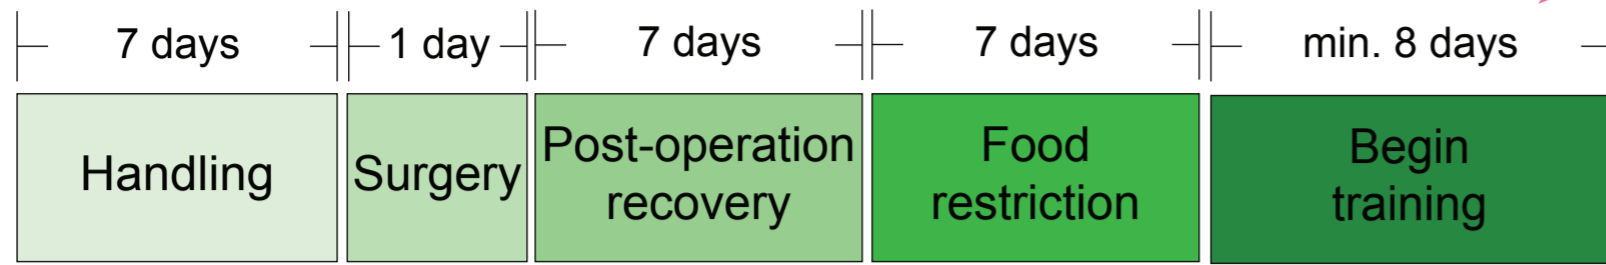 7 days
1 day
7 days
7 days
min. 8 days
Handling
Surgery
Post-operation
recovery
Food
restriction
Begin
training